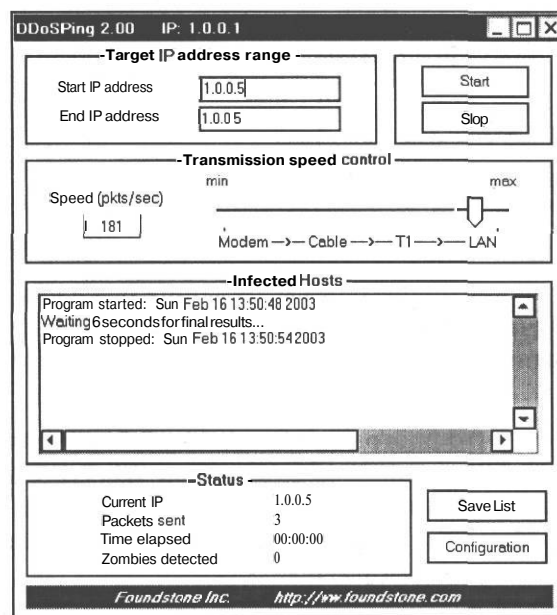 DDoSPing 2.00 IP: 1.0.0.1
Target IP address range
Start IP address 1.0.0.5
End IP address 1.0.0 5
Start
Slop
Transmission speed control
min max
Speed (pkts/sec)
181
Modem —>— Cable —>— T1 —>— LAN
Infected Hosts
Program started: Sun Feb 16 13:50:48 2003
Waiting 6 seconds for final results...
Program stopped: Sun Feb 16 13:50:54 2003
Status
Current IP 1.0.0.5
Packets sent 3
Time elapsed 00:00:00
Zombies detected 0
Save List
Configuration
Foundstone Inc. http://ww.foundstone.com